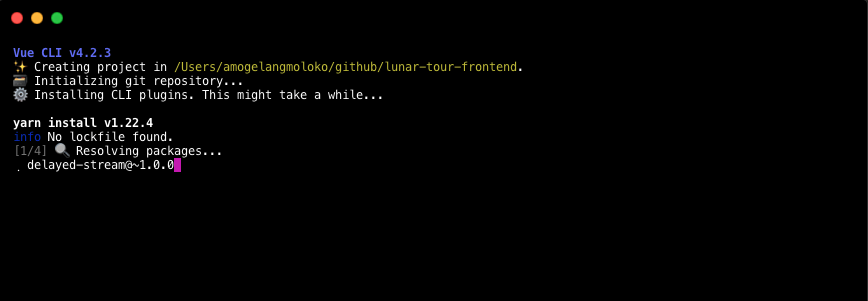 Vue CLI v4.2.3
✨ Creating project in /Users/amogelangmoloko/github/lunar-tour-frontend.
🗃 Initializing git repository...
⚙️ Installing CLI plugins. This might take a while...
yarn install v1.22.4
info No lockfile found.
[1/4] 🔍 Resolving packages...
⡀ delayed-stream@~1.0.0